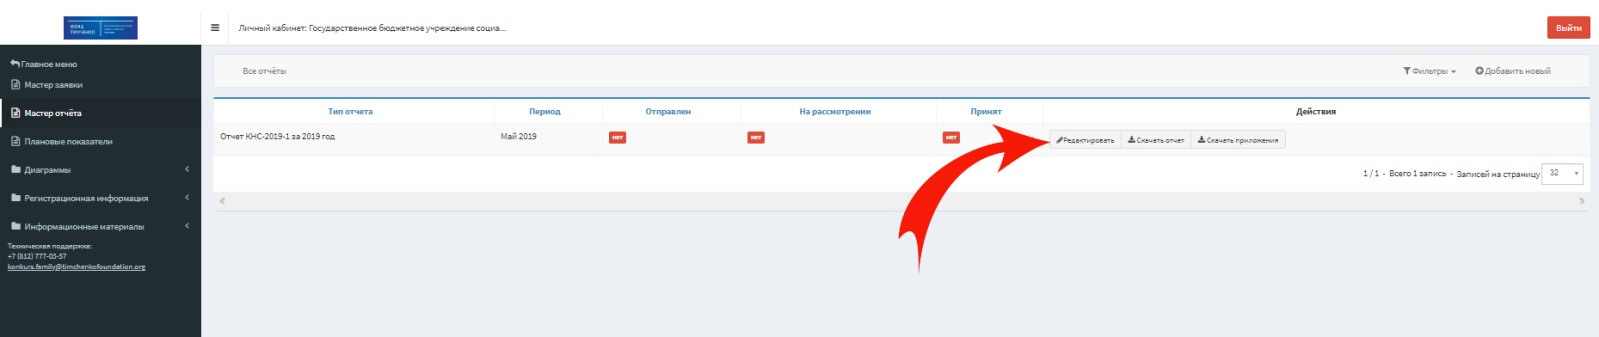 ФОНД
ТИМЧЕНКО
Личный кабинет: Государственное бюджетное учреждение социа...
Выйти
Главное меню
Мастер заявки
Мастер отчёта
Плановые показатели
Диаграммы
Регистрационная информация
Информационные материалы
Техническая поддержка:
+7 (812) 777-03-57
konkurs.family@timchenkofoundation.org
Все отчёты
Фильтры
Добавить новый
Тип отчета Период Отправлен На рассмотрении Принят Действия
Отчет КНС-2019-1 за 2019 год Май 2019 нет нет нет Редактировать Скачать отчет Скачать приложения
1 / 1 - Всего 1 запись - Записей на страницу 32